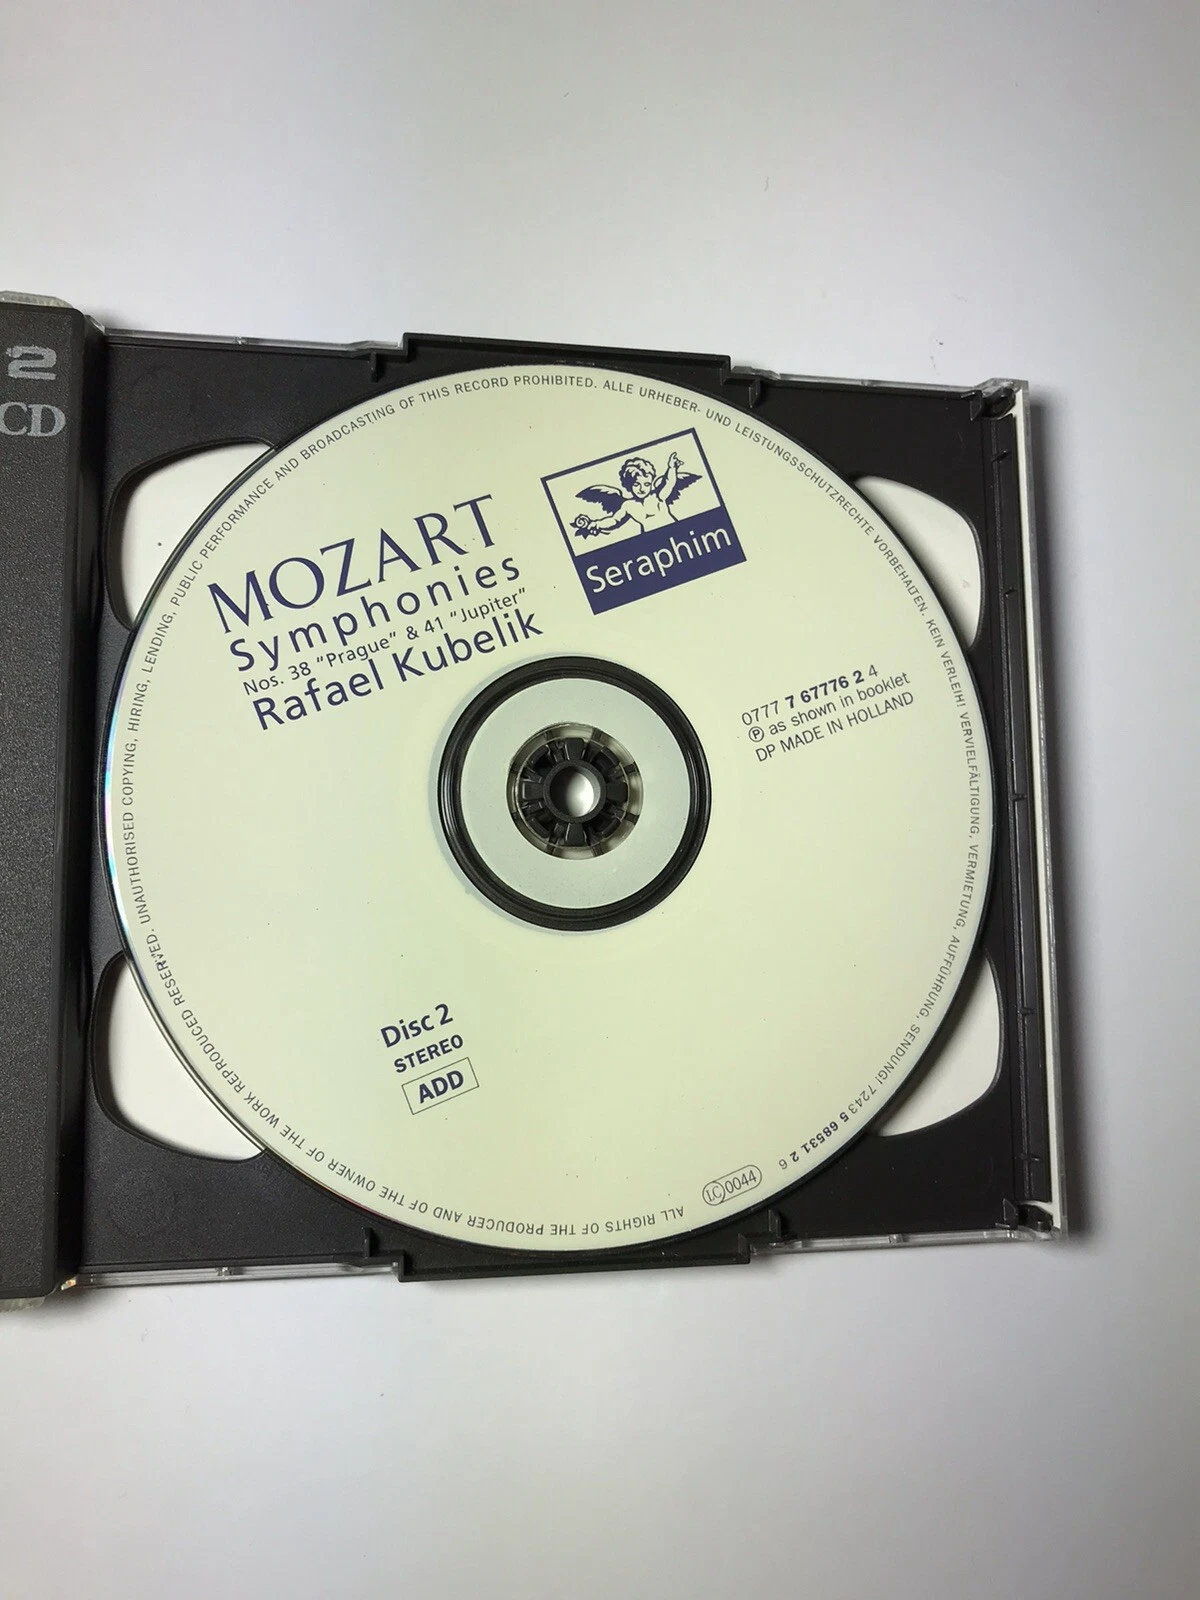 2
CD
MOZART
Symphonies
Nos. 38 "Prague" & 41 "Jupiter"
Rafael Kubelik
Seraphim
0777 7 67776 2 4
Ⓟ as shown in booklet
DP MADE IN HOLLAND
Disc 2
STEREO
ADD
LC 0044
ALL RIGHTS OF THE PRODUCER AND OF THE OWNER OF THE WORK REPRODUCED RESERVED. UNAUTHORISED COPYING, HIRING, LENDING, PUBLIC PERFORMANCE AND BROADCASTING OF THIS RECORD PROHIBITED. ALLE URHEBER- UND LEISTUNGSSCHUTZRECHTE VORBEHALTEN. KEIN VERLEIH! VERVIELFÄLTIGUNG, VERMIETUNG, AUFFÜHRUNG, SENDUNG! 7243 5 68531 2 6